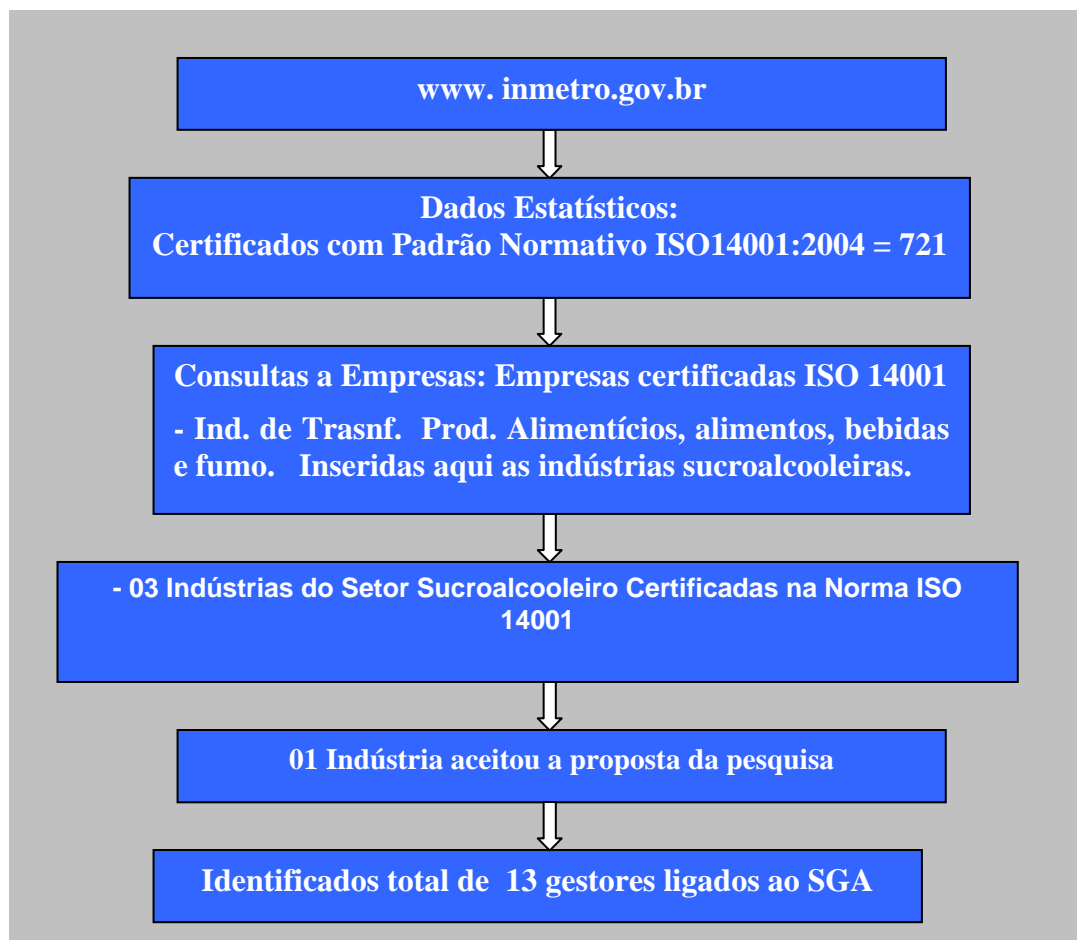 www. inmetro.gov.br
Dados Estatísticos:
Certificados com Padrão Normativo ISO14001:2004 = 721
Consultas a Empresas: Empresas certificadas ISO 14001
- Ind. de Trasnf. Prod. Alimentícios, alimentos, bebidas
e fumo. Inseridas aqui as indústrias sucroalcooleiras.
- 03 Indústrias do Setor Sucroalcooleiro Certificadas na Norma ISO
14001
01 Indústria aceitou a proposta da pesquisa
Identificados total de 13 gestores ligados ao SGA